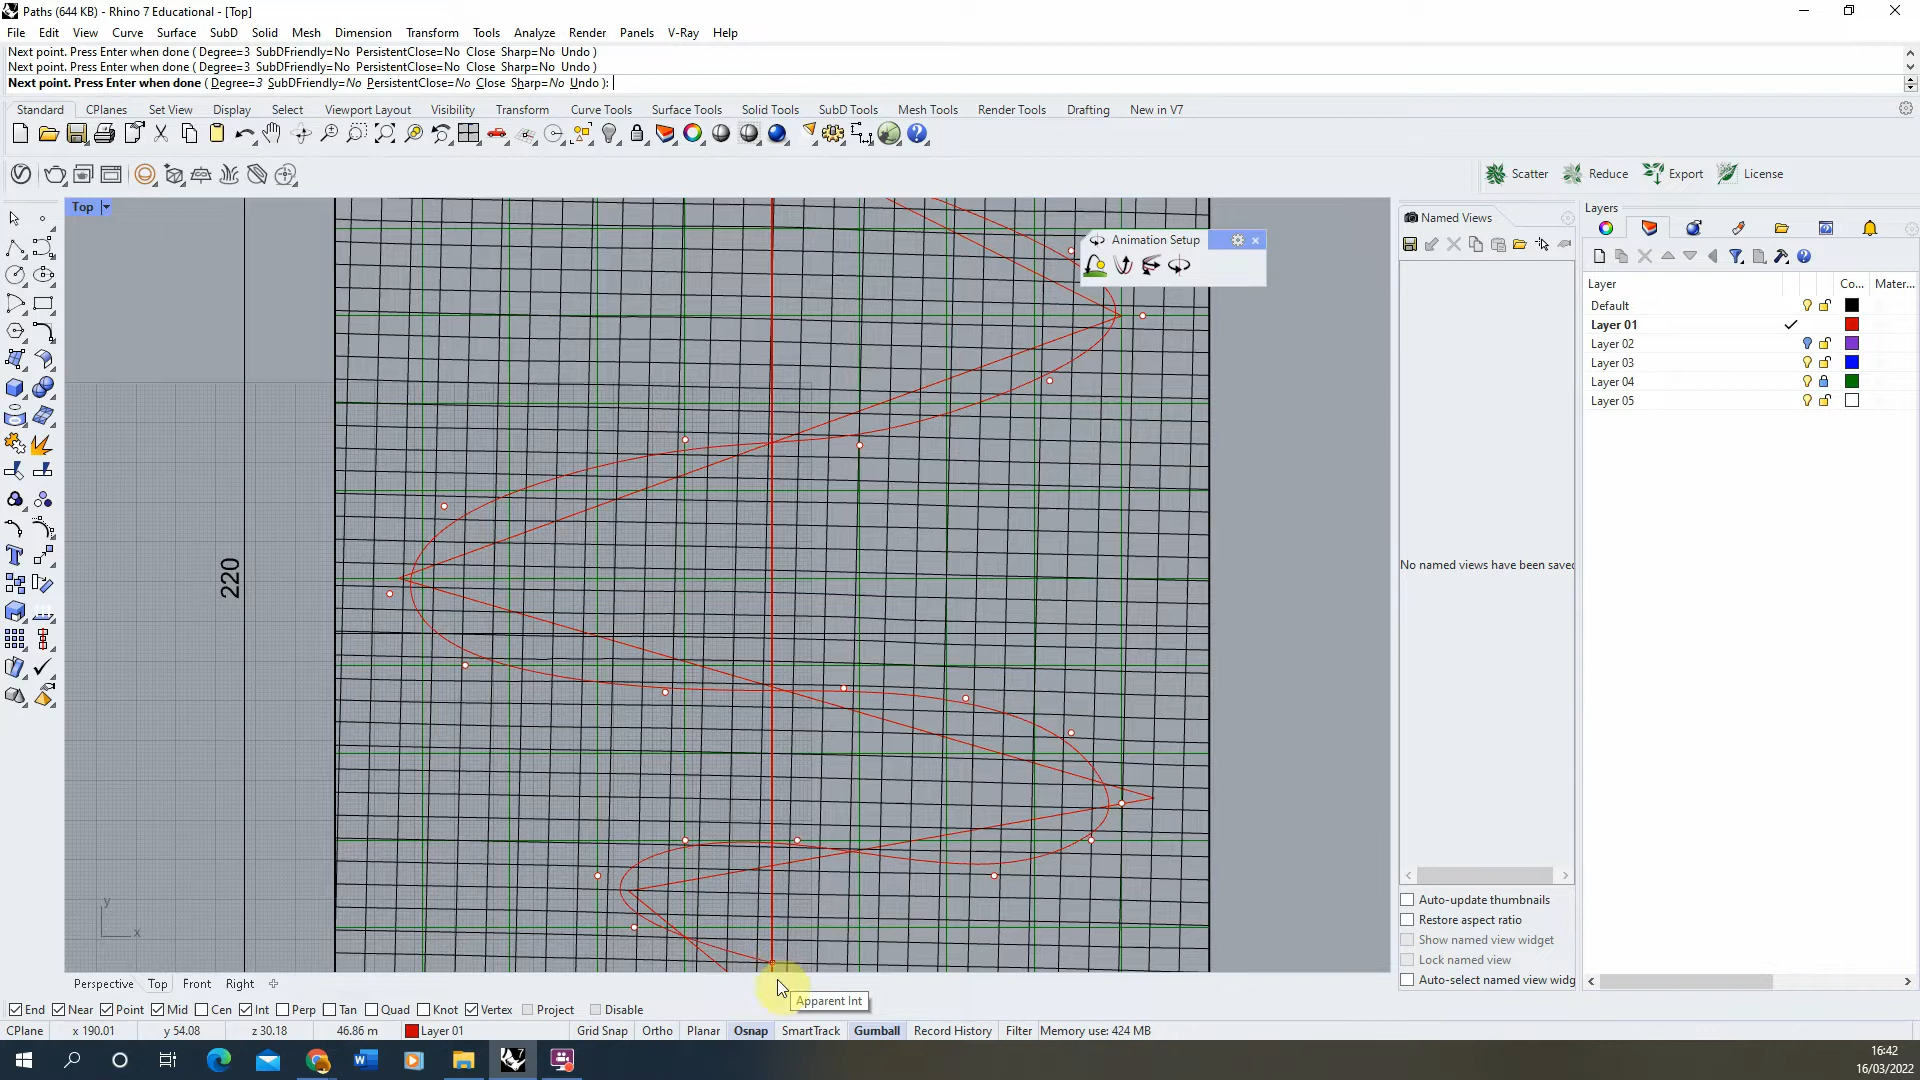 Paths (644 KB) - Rhino 7 Educational - [Top]
File Edit View Curve Surface SubD Solid Mesh Dimension Transform Tools Analyze Render Panels V-Ray Help
Next point. Press Enter when done ( Degree=3 SubDFriendly=No PersistentClose=No Close Sharp=No Undo )
Next point. Press Enter when done ( Degree=3 SubDFriendly=No PersistentClose=No Close Sharp=No Undo )
Next point. Press Enter when done ( Degree=3 SubDFriendly=No PersistentClose=No Close Sharp=No Undo ):
Standard CPlanes Set View Display Select Viewport Layout Visibility Transform Curve Tools Surface Tools Solid Tools SubD Tools Mesh Tools Render Tools Drafting New in V7
Scatter Reduce Export License
Top
Animation Setup
Named Views
Layers
Layer Co... Mater...
Default
Layer 01
Layer 02
Layer 03
Layer 04
Layer 05
No named views have been saved
220
y
x
Auto-update thumbnails
Restore aspect ratio
Show named view widget
Lock named view
Auto-select named view widg
Apparent Int
Perspective Top Front Right
End Near Point Mid Cen Int Perp Tan Quad Knot Vertex Project Disable
CPlane x 190.01 y 54.08 z 30.18 46.86 m Layer 01 Grid Snap Ortho Planar Osnap SmartTrack Gumball Record History Filter Memory use: 424 MB
16:42
16/03/2022